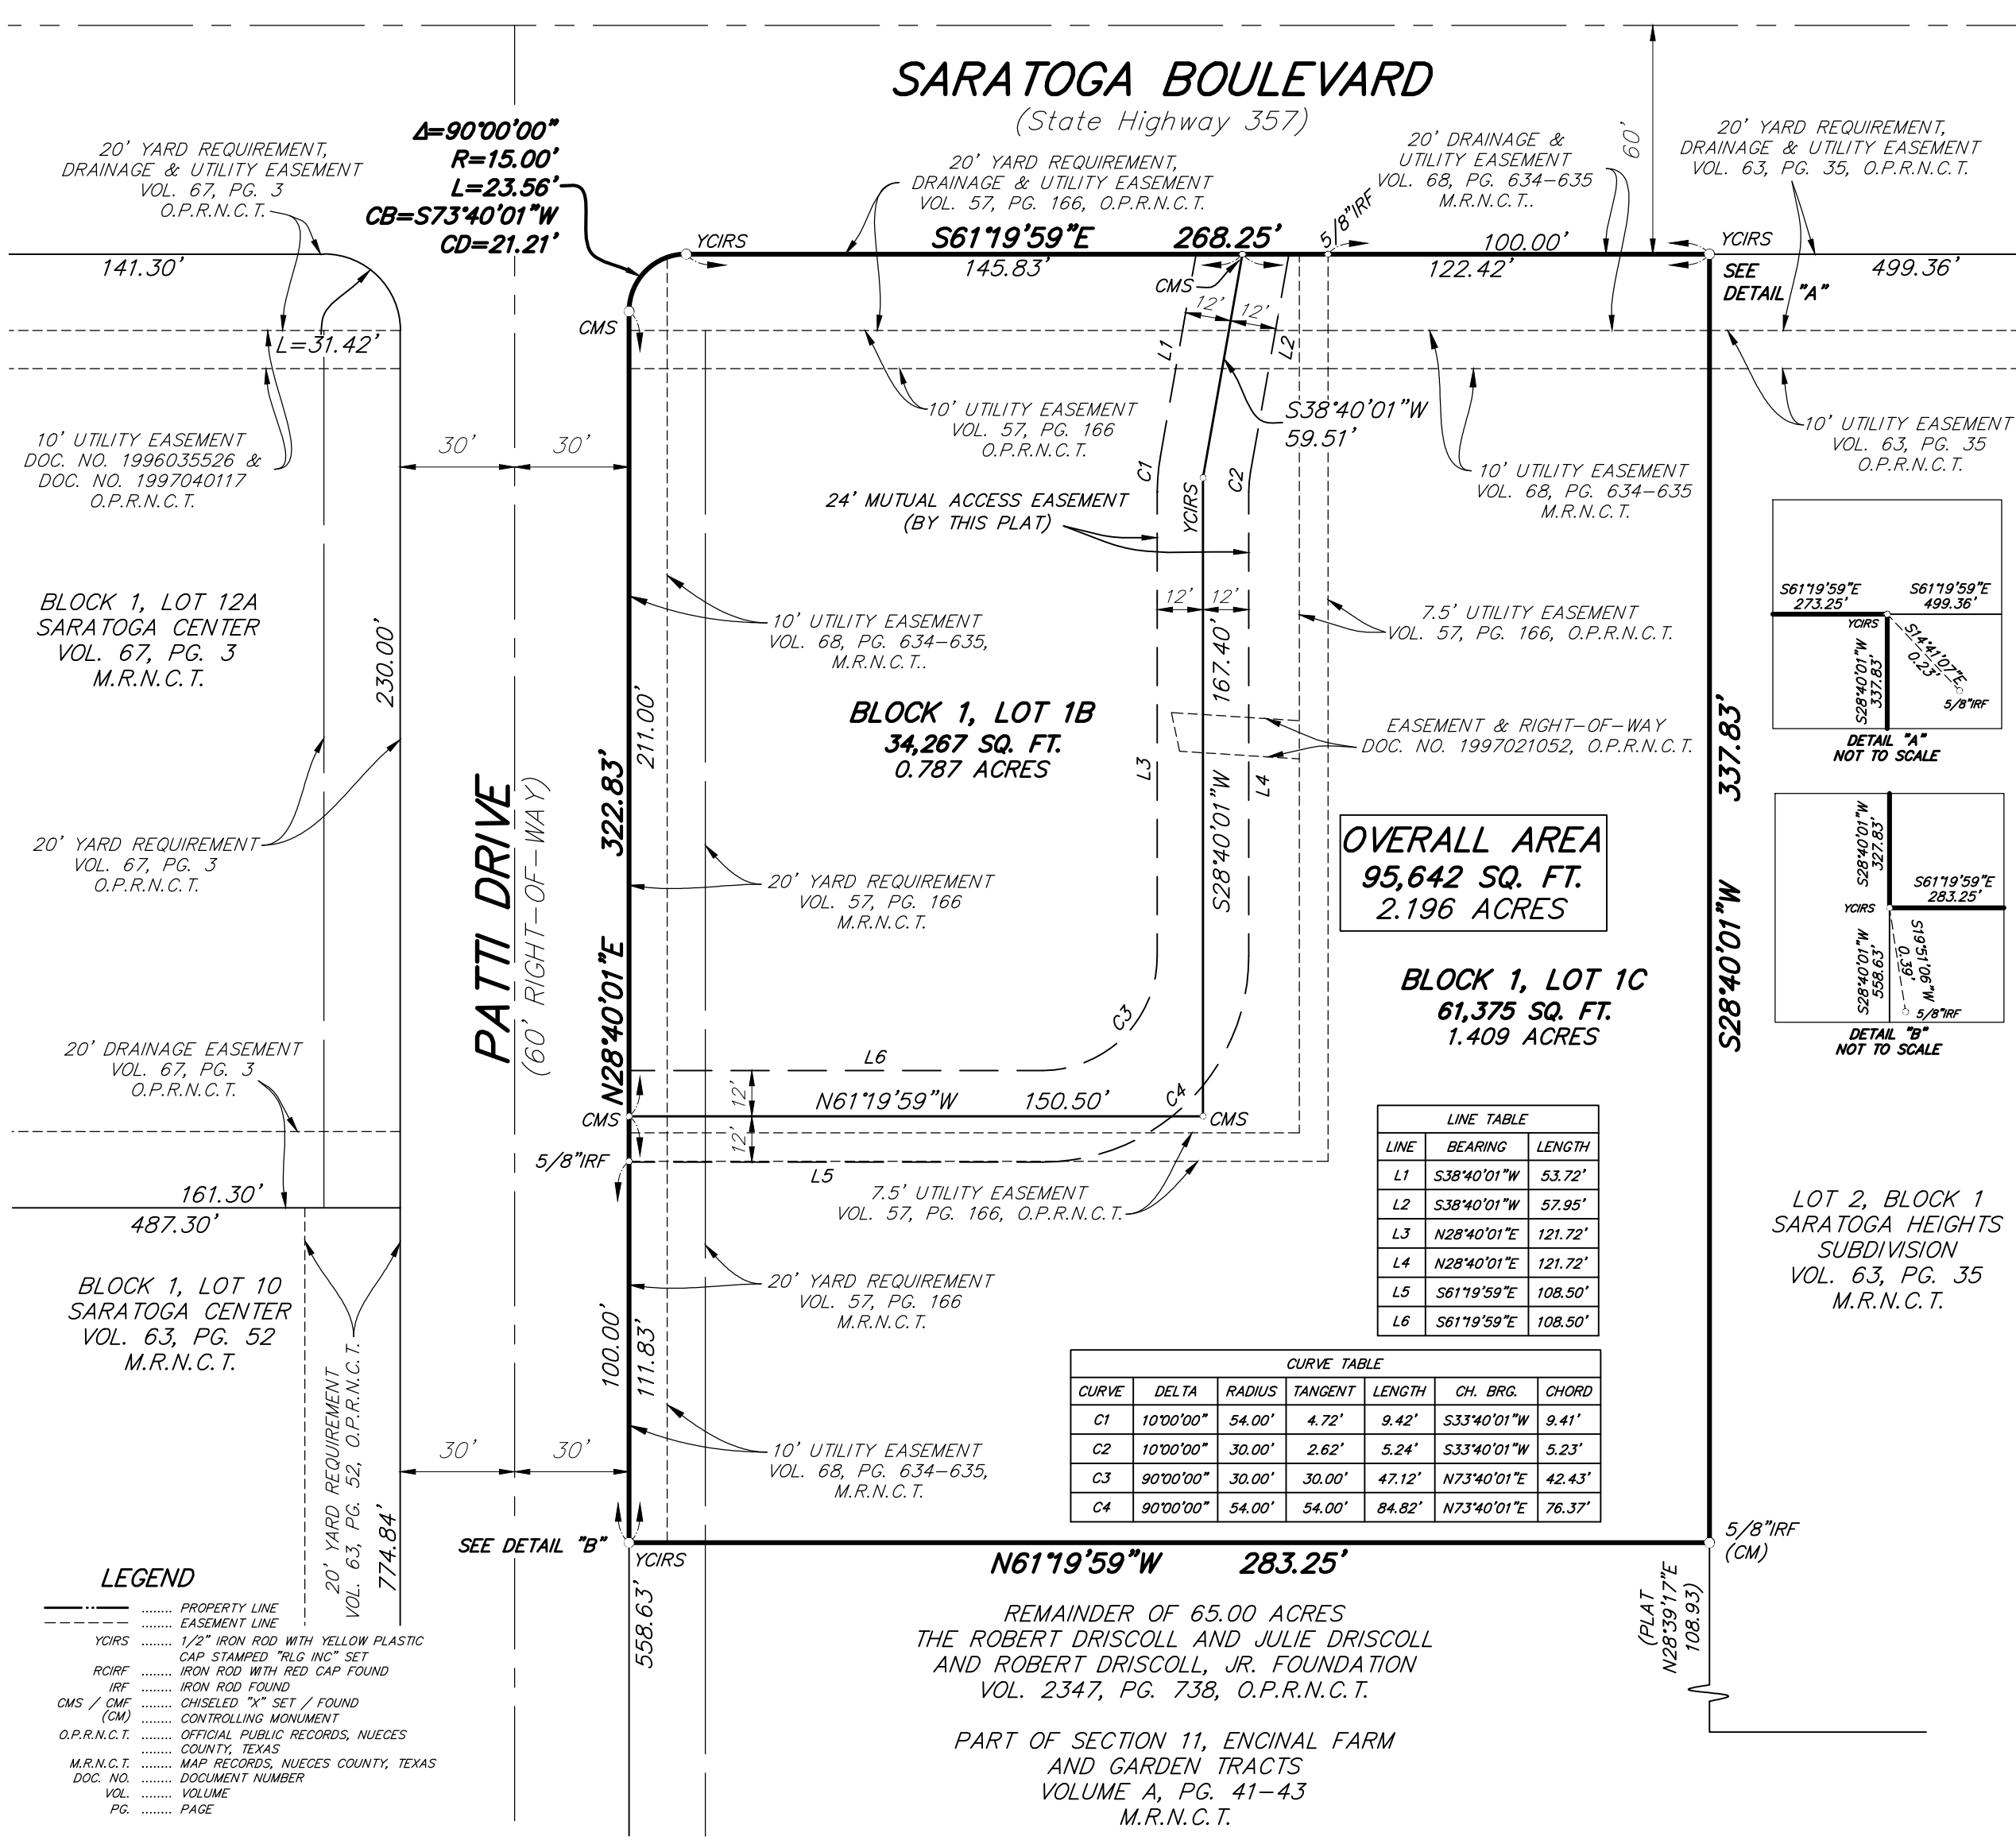 SARATOGA BOULEVARD
(State Highway 357)
60'
Δ=90°00'00"
R=15.00'
L=23.56'
CB=S73°40'01"W
CD=21.21'
20' YARD REQUIREMENT,
DRAINAGE & UTILITY EASEMENT
VOL. 67, PG. 3
O.P.R.N.C.T.
20' YARD REQUIREMENT,
DRAINAGE & UTILITY EASEMENT
VOL. 57, PG. 166, O.P.R.N.C.T.
20' DRAINAGE &
UTILITY EASEMENT
VOL. 68, PG. 634-635
M.R.N.C.T..
20' YARD REQUIREMENT,
DRAINAGE & UTILITY EASEMENT
VOL. 63, PG. 35, O.P.R.N.C.T.
141.30'
YCIRS
S61°19'59"E 268.25'
145.83'
CMS
5/8"IRF
100.00'
122.42'
YCIRS
SEE
DETAIL "A"
499.36'
CMS
L=31.42'
12' 12'
L1
L2
S38°40'01"W
59.51'
10' UTILITY EASEMENT
DOC. NO. 1996035526 &
DOC. NO. 1997040117
O.P.R.N.C.T.
30' 30'
10' UTILITY EASEMENT
VOL. 57, PG. 166
O.P.R.N.C.T.
10' UTILITY EASEMENT
VOL. 68, PG. 634-635
M.R.N.C.T.
10' UTILITY EASEMENT
VOL. 63, PG. 35
O.P.R.N.C.T.
C1
C2
YCIRS
24' MUTUAL ACCESS EASEMENT
(BY THIS PLAT)
BLOCK 1, LOT 12A
SARATOGA CENTER
VOL. 67, PG. 3
M.R.N.C.T.
230.00'
10' UTILITY EASEMENT
VOL. 68, PG. 634-635,
M.R.N.C.T..
12' 12'
7.5' UTILITY EASEMENT
VOL. 57, PG. 166, O.P.R.N.C.T.
S61°19'59"E
273.25'
S61°19'59"E
499.36'
YCIRS
S28°40'01"W
337.83'
S14°41'07"E
0.23'
5/8"IRF
DETAIL "A"
NOT TO SCALE
BLOCK 1, LOT 1B
34,267 SQ. FT.
0.787 ACRES
EASEMENT & RIGHT-OF-WAY
DOC. NO. 1997021052, O.P.R.N.C.T.
L3
L4
S28°40'01"W 167.40'
N28°40'01"E 322.83'
211.00'
PATTI DRIVE
(60' RIGHT-OF-WAY)
S28°40'01"W 337.83'
20' YARD REQUIREMENT
VOL. 67, PG. 3
O.P.R.N.C.T.
20' YARD REQUIREMENT
VOL. 57, PG. 166
M.R.N.C.T.
OVERALL AREA
95,642 SQ. FT.
2.196 ACRES
S28°40'01"W
327.83'
S61°19'59"E
283.25'
YCIRS
S28°40'01"W
558.63'
S19°51'06"W
0.39'
5/8"IRF
DETAIL "B"
NOT TO SCALE
BLOCK 1, LOT 1C
61,375 SQ. FT.
1.409 ACRES
20' DRAINAGE EASEMENT
VOL. 67, PG. 3
O.P.R.N.C.T.
L6
C3
C4
CMS
N61°19'59"W 150.50'
12'
12'
CMS
5/8"IRF
L5
7.5' UTILITY EASEMENT
VOL. 57, PG. 166, O.P.R.N.C.T.
161.30'
487.30'
LINE TABLE
LINE BEARING LENGTH
L1 S38°40'01"W 53.72'
L2 S38°40'01"W 57.95'
L3 N28°40'01"E 121.72'
L4 N28°40'01"E 121.72'
L5 S61°19'59"E 108.50'
L6 S61°19'59"E 108.50'
LOT 2, BLOCK 1
SARATOGA HEIGHTS
SUBDIVISION
VOL. 63, PG. 35
M.R.N.C.T.
BLOCK 1, LOT 10
SARATOGA CENTER
VOL. 63, PG. 52
M.R.N.C.T.
20' YARD REQUIREMENT
VOL. 57, PG. 166
M.R.N.C.T.
100.00'
111.83'
CURVE TABLE
CURVE DELTA RADIUS TANGENT LENGTH CH. BRG. CHORD
C1 10°00'00" 54.00' 4.72' 9.42' S33°40'01"W 9.41'
C2 10°00'00" 30.00' 2.62' 5.24' S33°40'01"W 5.23'
C3 90°00'00" 30.00' 30.00' 47.12' N73°40'01"E 42.43'
C4 90°00'00" 54.00' 54.00' 84.82' N73°40'01"E 76.37'
20' YARD REQUIREMENT
VOL. 63, PG. 52, O.P.R.N.C.T.
774.84'
30' 30'
10' UTILITY EASEMENT
VOL. 68, PG. 634-635,
M.R.N.C.T.
SEE DETAIL "B"
YCIRS
N61°19'59"W 283.25'
5/8"IRF
(CM)
558.63'
(PLAT
N28°39'17"E
108.93)
REMAINDER OF 65.00 ACRES
THE ROBERT DRISCOLL AND JULIE DRISCOLL
AND ROBERT DRISCOLL, JR. FOUNDATION
VOL. 2347, PG. 738, O.P.R.N.C.T.
PART OF SECTION 11, ENCINAL FARM
AND GARDEN TRACTS
VOLUME A, PG. 41-43
M.R.N.C.T.
LEGEND
........ PROPERTY LINE
........ EASEMENT LINE
YCIRS ........ 1/2" IRON ROD WITH YELLOW PLASTIC
CAP STAMPED "RLG INC" SET
RCIRF ........ IRON ROD WITH RED CAP FOUND
IRF ........ IRON ROD FOUND
CMS / CMF ........ CHISELED "X" SET / FOUND
(CM) ........ CONTROLLING MONUMENT
O.P.R.N.C.T. ........ OFFICIAL PUBLIC RECORDS, NUECES
........ COUNTY, TEXAS
M.R.N.C.T. ........ MAP RECORDS, NUECES COUNTY, TEXAS
DOC. NO. ........ DOCUMENT NUMBER
VOL. ........ VOLUME
PG. ........ PAGE